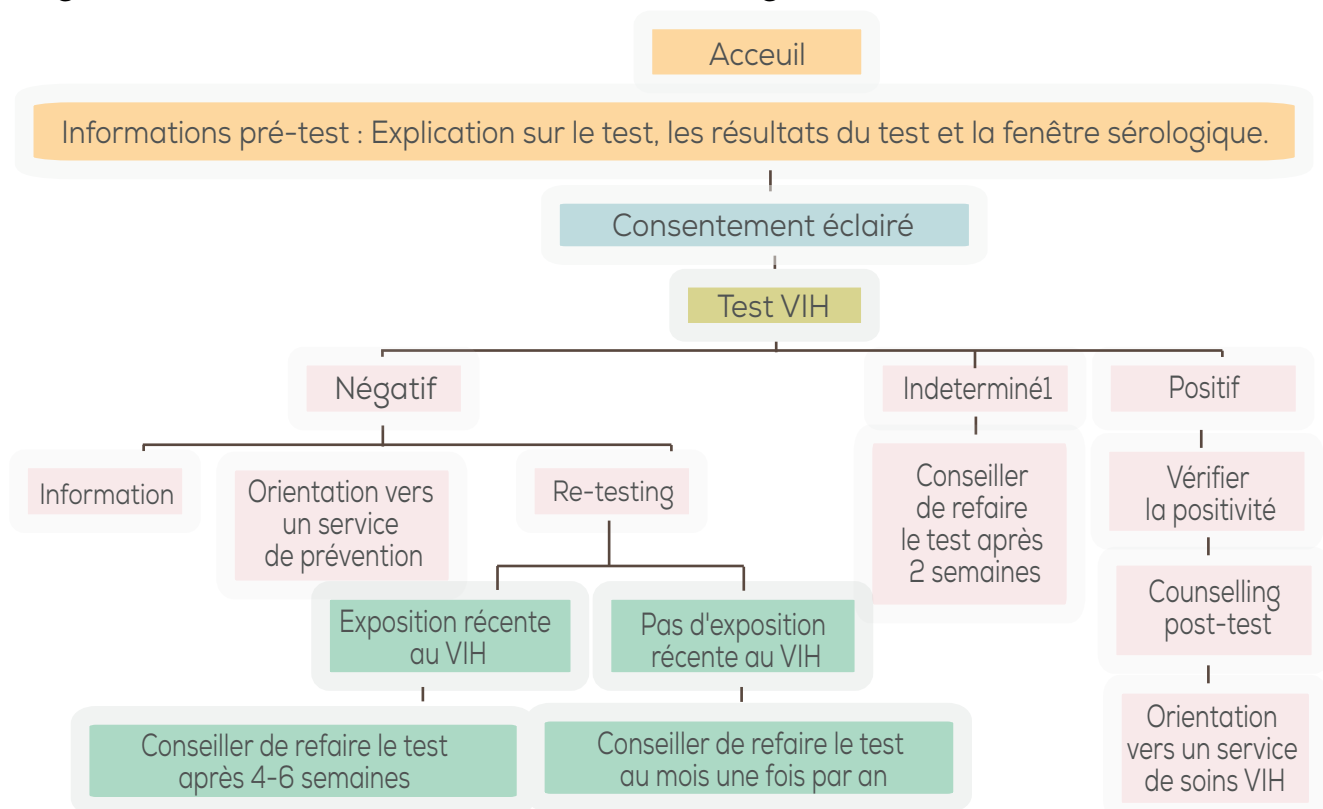 Acceuil
Informations pré-test : Explication sur le test, les résultats du test et la fenêtre sérologique.
Consentement éclairé
Test VIH
Négatif
Indeterminé1
Positif
Information
Orientation vers
un service
de prévention
Re-testing
Conseiller
de refaire
le test après
2 semaines
Vérifier
la positivité
Exposition récente
au VIH
Pas d'exposition
récente au VIH
Counselling
post-test
Conseiller de refaire le test
après 4-6 semaines
Conseiller de refaire le test
au mois une fois par an
Orientation
vers un service
de soins VIH